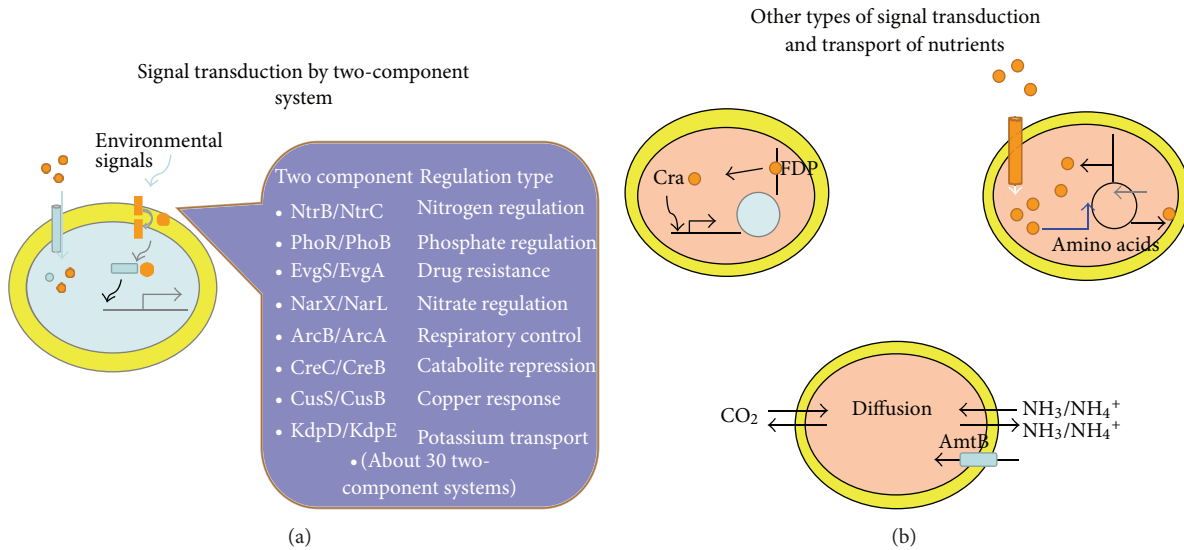 Signal transduction by two-component
system
Environmental
signals
Two component Regulation type
• NtrB/NtrC Nitrogen regulation
• PhoR/PhoB Phosphate regulation
• EvgS/EvgA Drug resistance
• NarX/NarL Nitrate regulation
• ArcB/ArcA Respiratory control
• CreC/CreB Catabolite repression
• CusS/CusB Copper response
• KdpD/KdpE Potassium transport
• (About 30 two-
component systems)
(a)
Other types of signal transduction
and transport of nutrients
Cra
FDP
Amino acids
CO₂
Diffusion
NH₃/NH₄⁺
NH₃/NH₄⁺
AmtB
(b)